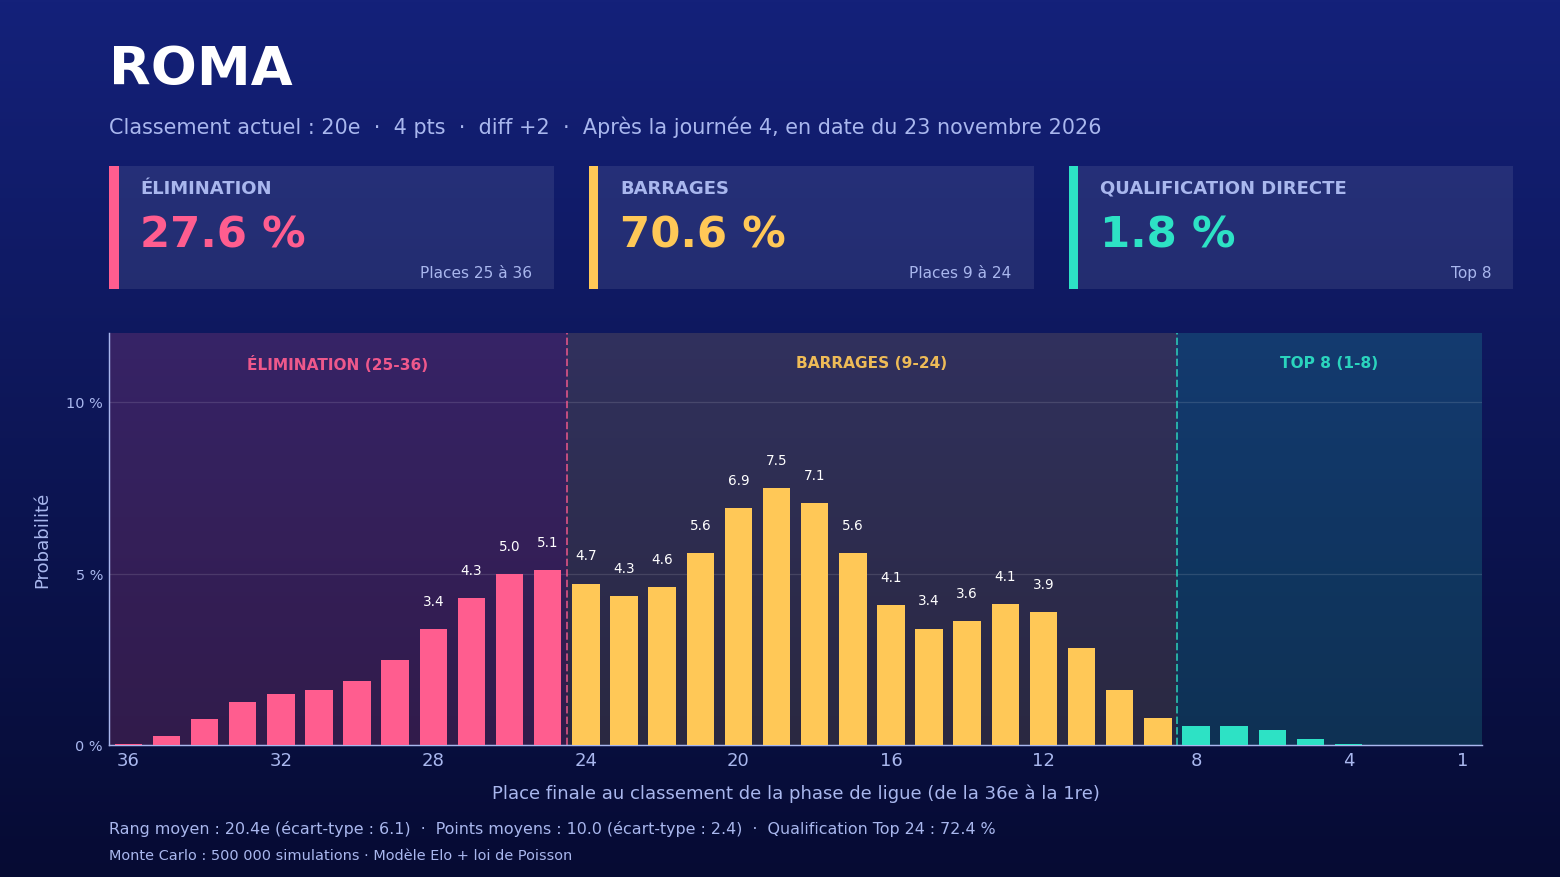 ROMA
Classement actuel : 20e · 4 pts · diff +2 · Après la journée 4, en date du 23 novembre 2026
ÉLIMINATION
27.6 %
Places 25 à 36
BARRAGES
70.6 %
Places 9 à 24
QUALIFICATION DIRECTE
1.8 %
Top 8
ÉLIMINATION (25-36)
BARRAGES (9-24)
TOP 8 (1-8)
Probabilité
10 %
5 %
0 %
3.4
4.3
5.0
5.1
4.7
4.3
4.6
5.6
6.9
7.5
7.1
5.6
4.1
3.4
3.6
4.1
3.9
36 32 28 24 20 16 12 8 4 1
Place finale au classement de la phase de ligue (de la 36e à la 1re)
Rang moyen : 20.4e (écart-type : 6.1) · Points moyens : 10.0 (écart-type : 2.4) · Qualification Top 24 : 72.4 %
Monte Carlo : 500 000 simulations · Modèle Elo + loi de Poisson